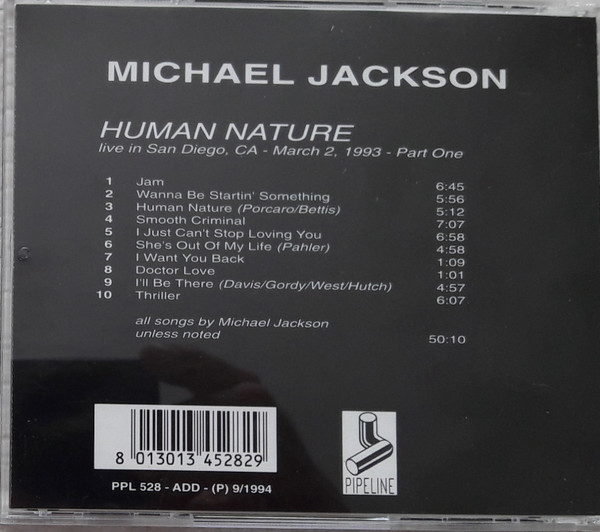 MICHAEL JACKSON
HUMAN NATURE
live in San Diego, CA - March 2, 1993 - Part One
1 Jam 6:45
2 Wanna Be Startin' Something 5:56
3 Human Nature (Porcaro/Bettis) 5:12
4 Smooth Criminal 7:07
5 I Just Can't Stop Loving You 6:58
6 She's Out Of My Life (Pahler) 4:58
7 I Want You Back 1:09
8 Doctor Love 1:01
9 I'll Be There (Davis/Gordy/West/Hutch) 4:57
10 Thriller 6:07
all songs by Michael Jackson
unless noted 50:10
8 013013 452829
PIPELINE
PPL 528 - ADD - (P) 9/1994